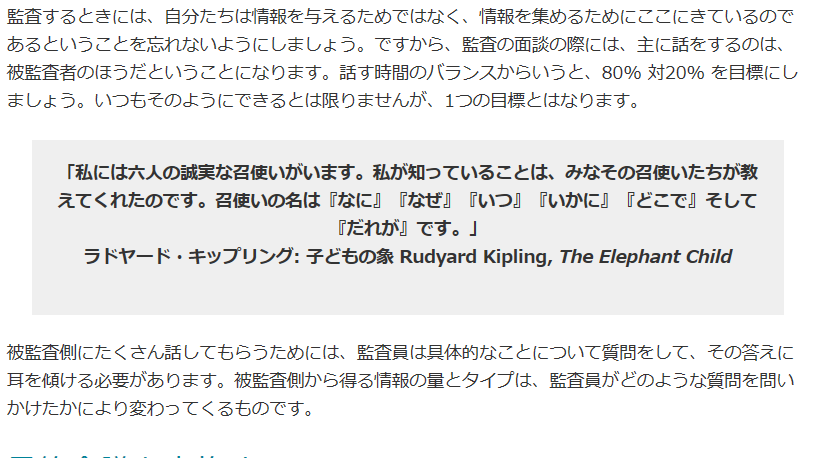 監査するときには、自分たちは情報を与えるためではなく、情報を集めるためにここにきているので
あるということを忘れないようにしましょう。ですから、監査の面談の際には、主に話をするのは、
被監査者のほうだということになります。話す時間のバランスからいうと、80% 対20% を目標にし
ましょう。いつもそのようにできるとは限りませんが、1つの目標とはなります。
「私には六人の誠実な召使いがいます。私が知っていることは、みなその召使いたちが教
えてくれたのです。召使いの名は『なに』『なぜ』『いつ』『いかに』『どこで』そして
『だれが』です。」
ラドヤード・キップリング: 子どもの象 Rudyard Kipling, The Elephant Child
被監査側にたくさん話してもらうためには、監査員は具体的なことについて質問をして、その答えに
耳を傾ける必要があります。被監査側から得る情報の量とタイプは、監査員がどのような質問を問い
かけたかにより変わってくるものです。